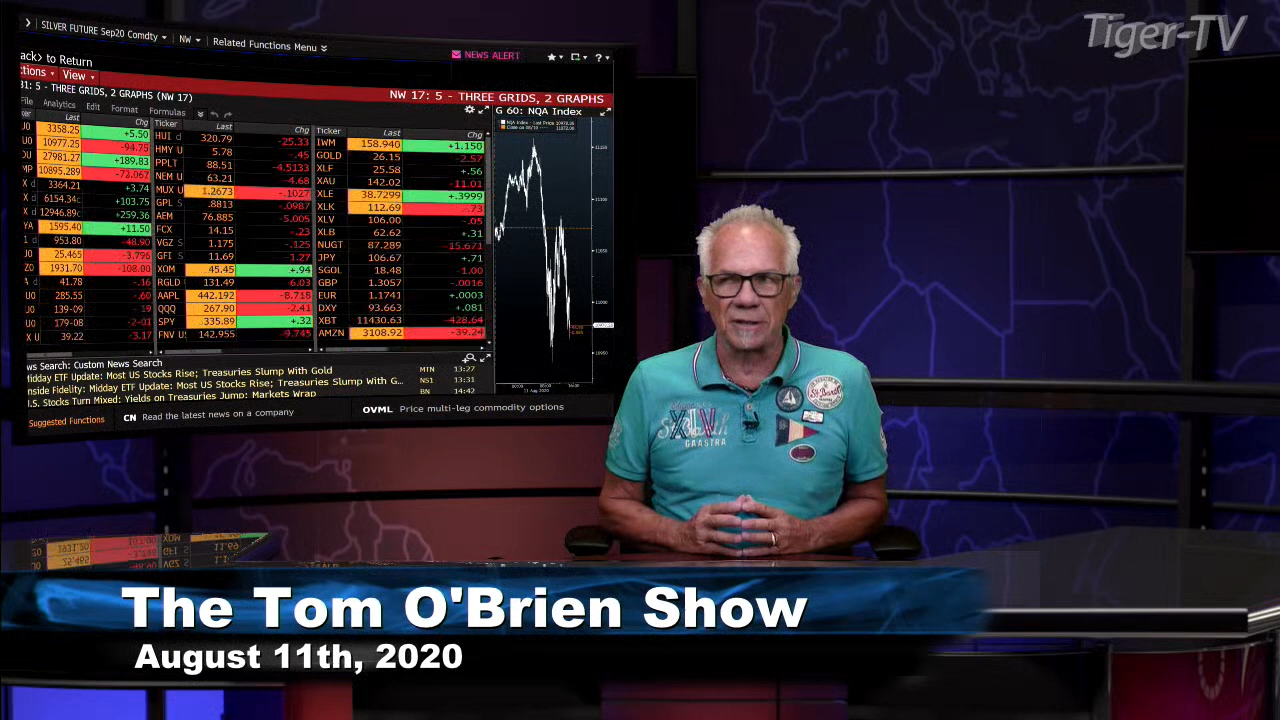 Tiger-TV
SILVER FUTURE Sep20 Comdty NW Related Functions Menu
ack> to Return NEWS ALERT
tions View NW 17: 5 - THREE GRIDS, 2 GRAPHS
31: 5 - THREE GRIDS, 2 GRAPHS (NW 17) G 60: NQA Index
File Analytics Edit Format Formulas
Last Chg Ticker Last Chg Ticker Last Chg
3358.25 +5.50 HUI d 320.79 -25.33 IWM 158.940 +1.150
10977.25 -94.75 HMY U 5.78 -.45 GOLD 26.15 -2.57
27981.27 +189.83 PPLT 88.51 -4.5133 XLF 25.58 +.56
10895.289 -72.067 NEM U 63.21 -4.68 XAU 142.02 -11.01
3364.21 +3.74 MUX U 1.2673 -.1027 XLE 38.7299 +.3999
6154.34c +103.75 GPL S .8813 -.0987 XLK 112.69 -.73
12946.89c +259.36 AEM 76.885 -5.005 XLV 106.00 -.05
1595.40 +11.50 FCX 14.15 -.23 XLB 62.62 +.31
953.80 -48.90 VGZ S 1.175 -.125 NUGT 87.289 -15.671
25.465 -3.796 GFI S 11.69 -1.27 JPY 106.67 +.71
1931.70 -108.00 XOM 45.45 +.94 SGOL 18.48 -1.00
41.78 -.16 RGLD 131.49 -6.03 GBP 1.3057 -.0016
285.55 -.60 AAPL 442.192 -8.718 EUR 1.1741 +.0003
139-09 QQQ 267.90 -2.41 DXY 93.663 +.081
179-08 -2-01 SPY 335.89 +.32 XBT 11430.63 -428.64
39.22 -3.17 FNV U 142.955 -9.745 AMZN 3108.92 -39.24
ws Search: Custom News Search
Midday ETF Update: Most US Stocks Rise; Treasuries Slump With Gold MTN 13:27
nside Fidelity: Midday ETF Update: Most US Stocks Rise; Treasuries Slump With G... NS1 13:31
.S. Stocks Turn Mixed; Yields on Treasuries Jump: Markets Wrap BN 14:42
Suggested Functions CN Read the latest news on a company OVML Price multi-leg commodity options
XLV
GAASTRA
The Tom O'Brien Show
August 11th, 2020